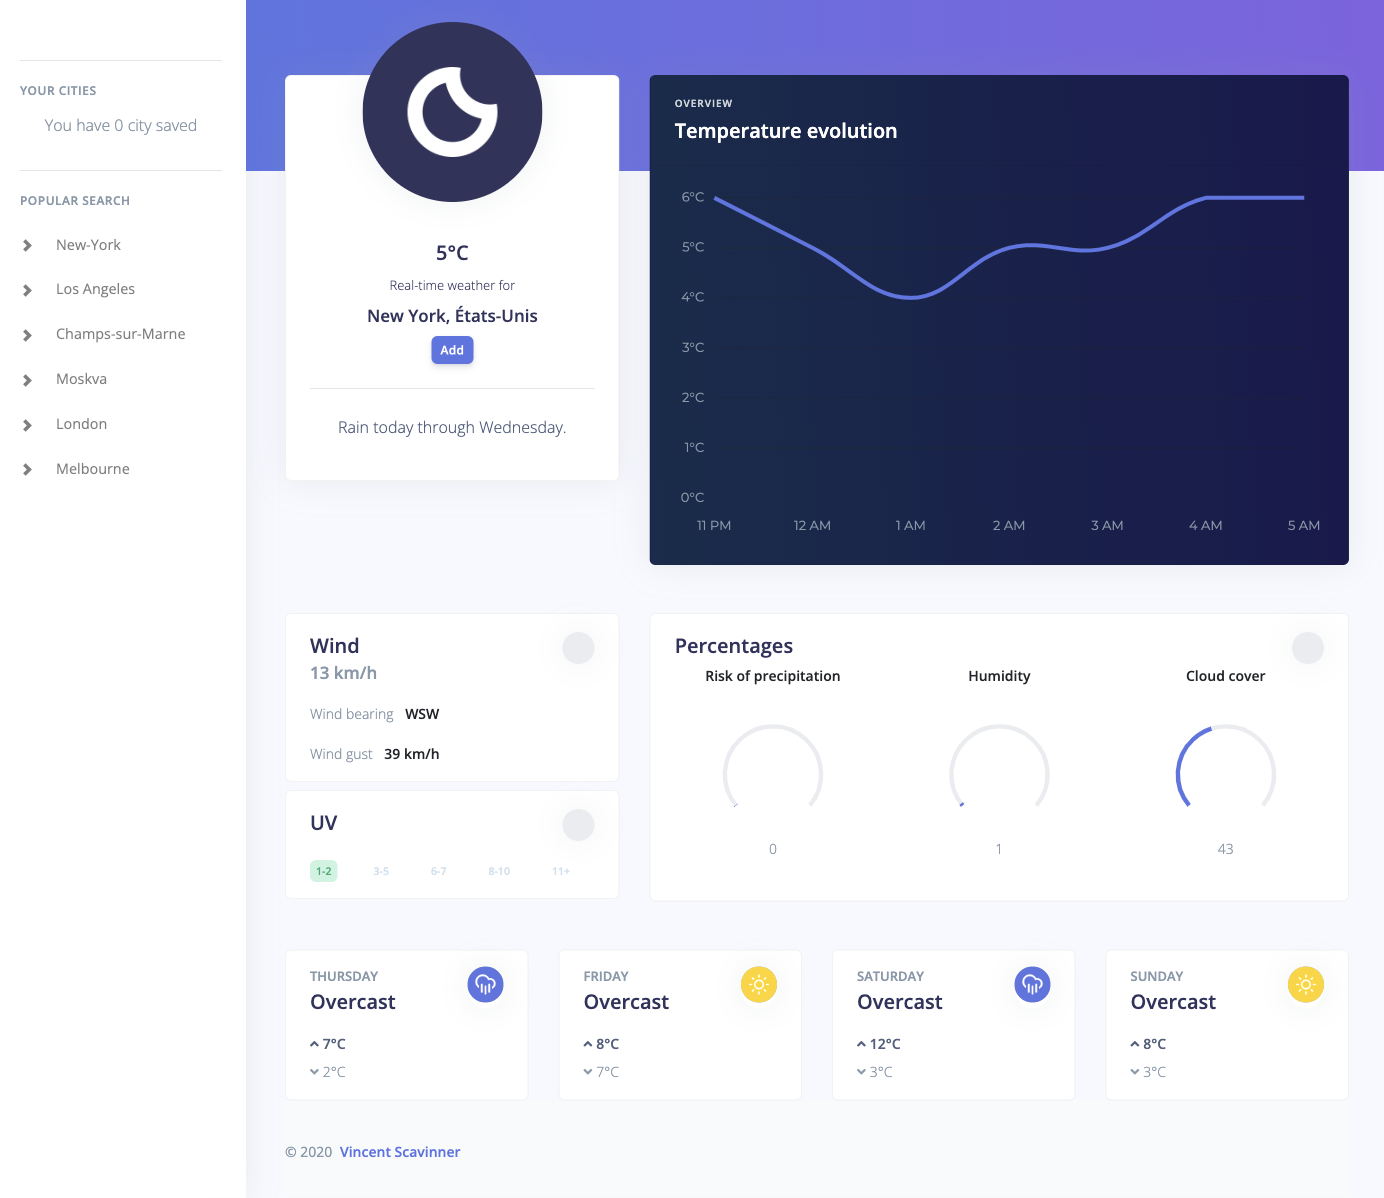 YOUR CITIES
You have 0 city saved
POPULAR SEARCH
New-York
Los Angeles
Champs-sur-Marne
Moskva
London
Melbourne
5°C
Real-time weather for
New York, États-Unis
Add
Rain today through Wednesday.
OVERVIEW
Temperature evolution
6°C
5°C
4°C
3°C
2°C
1°C
0°C
11 PM 12 AM 1 AM 2 AM 3 AM 4 AM 5 AM
Wind
13 km/h
Wind bearing WSW
Wind gust 39 km/h
UV
1-2 3-5 6-7 8-10 11+
Percentages
Risk of precipitation Humidity Cloud cover
0 1 43
THURSDAY
Overcast
7°C
2°C
FRIDAY
Overcast
8°C
7°C
SATURDAY
Overcast
12°C
3°C
SUNDAY
Overcast
8°C
3°C
© 2020 Vincent Scavinner